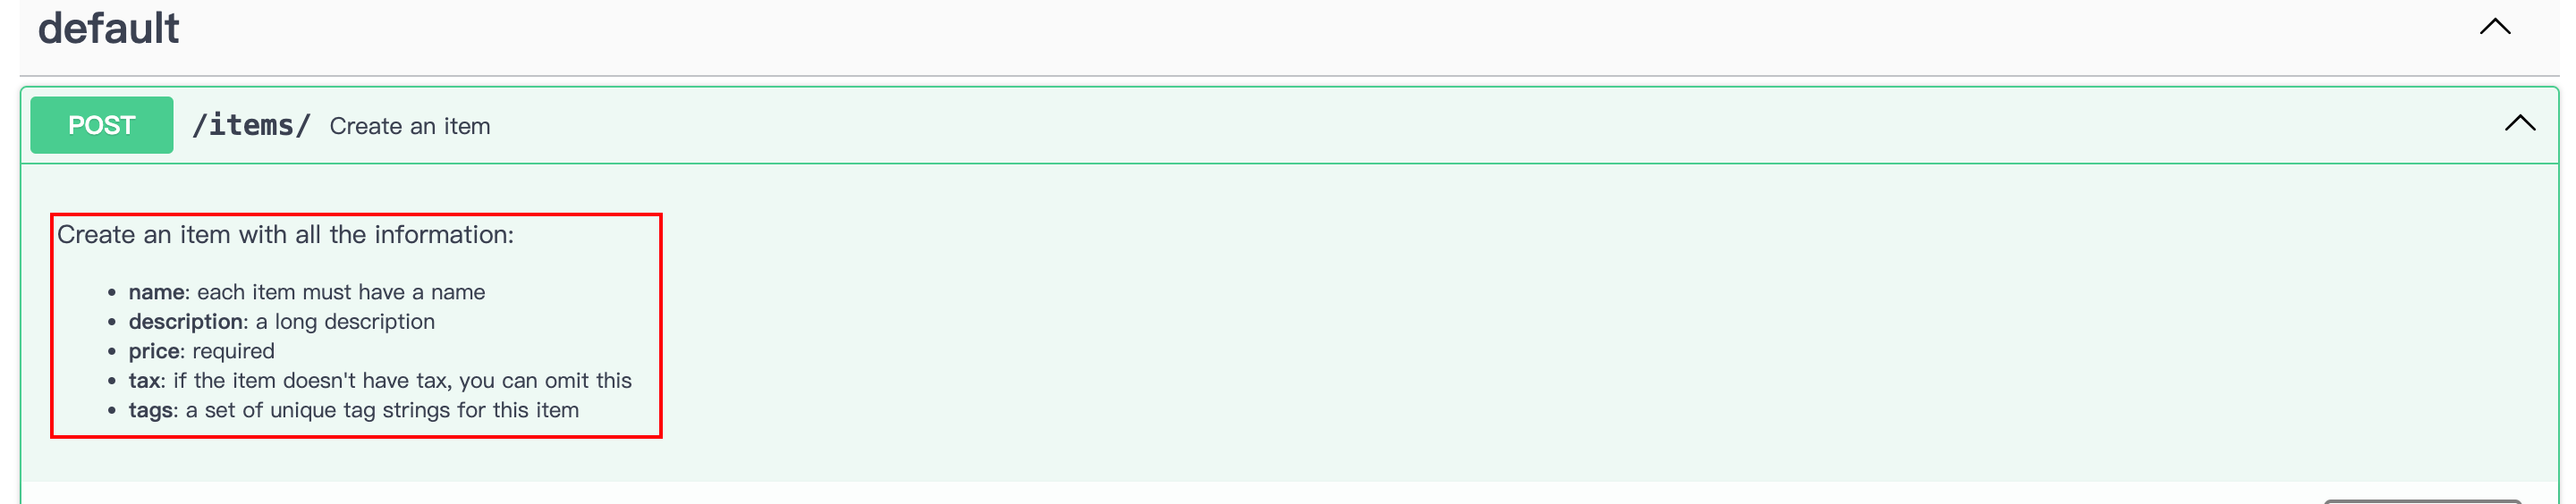 default
POST /items/ Create an item
Create an item with all the information:
• name: each item must have a name
• description: a long description
• price: required
• tax: if the item doesn't have tax, you can omit this
• tags: a set of unique tag strings for this item